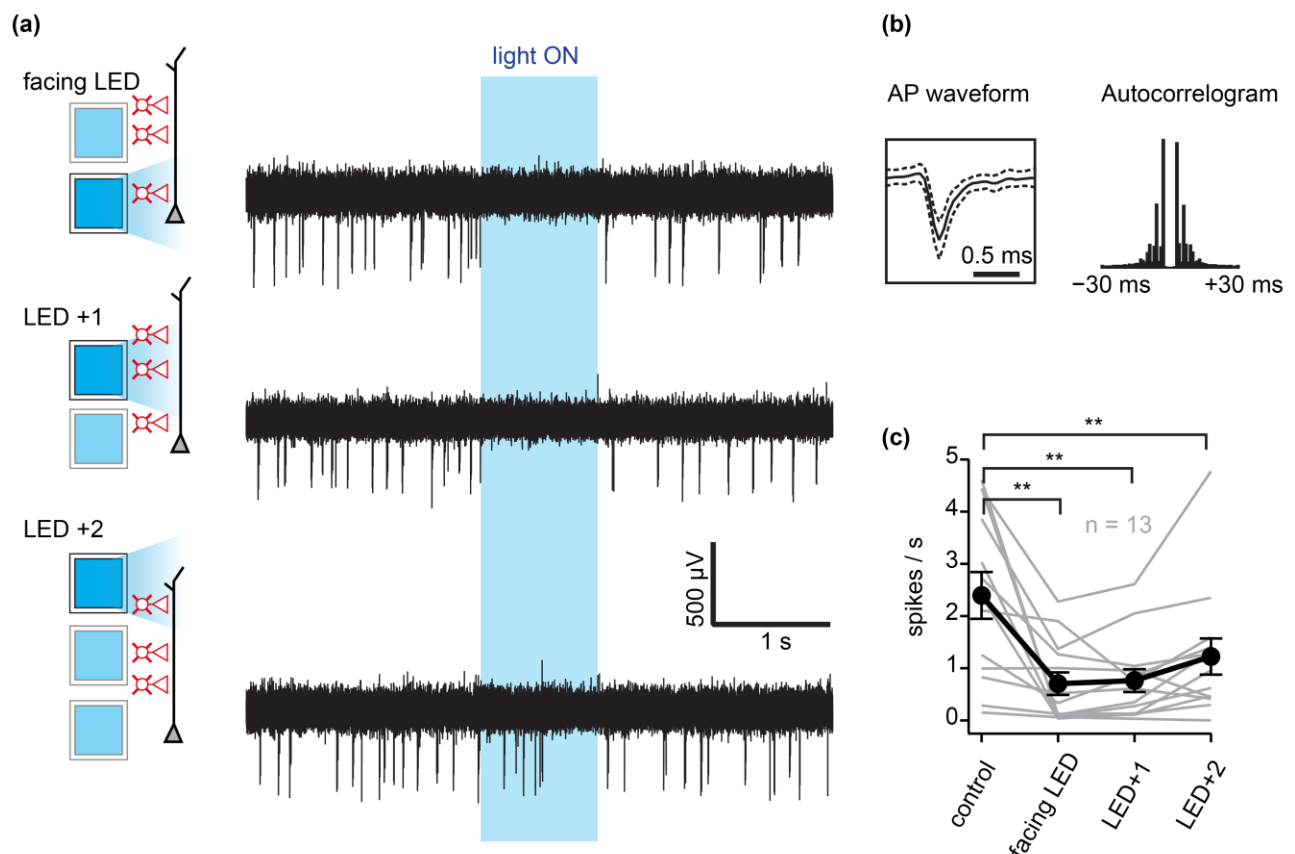 (a)
facing LED
light ON
LED +1
LED +2
500 µV
1 s
(b)
AP waveform
Autocorrelogram
0.5 ms
−30 ms
+30 ms
(c)
**
**
**
n = 13
spikes / s
5
4
3
2
1
0
control
facing LED
LED+1
LED+2